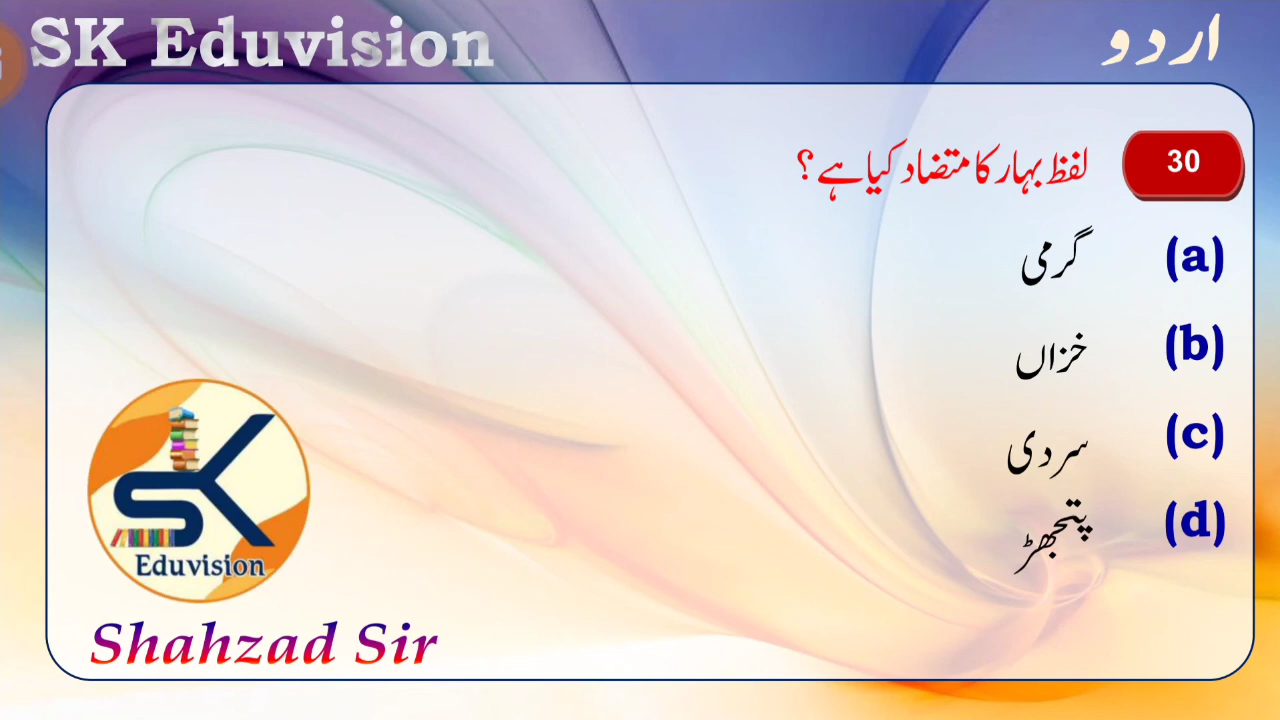 SK Eduvision
اردو
30 لفظ بہار کا متضاد کیا ہے؟
(a) گرمی
(b) خزاں
(c) سردی
(d) پتجھڑ
SK
Eduvision
Shahzad Sir